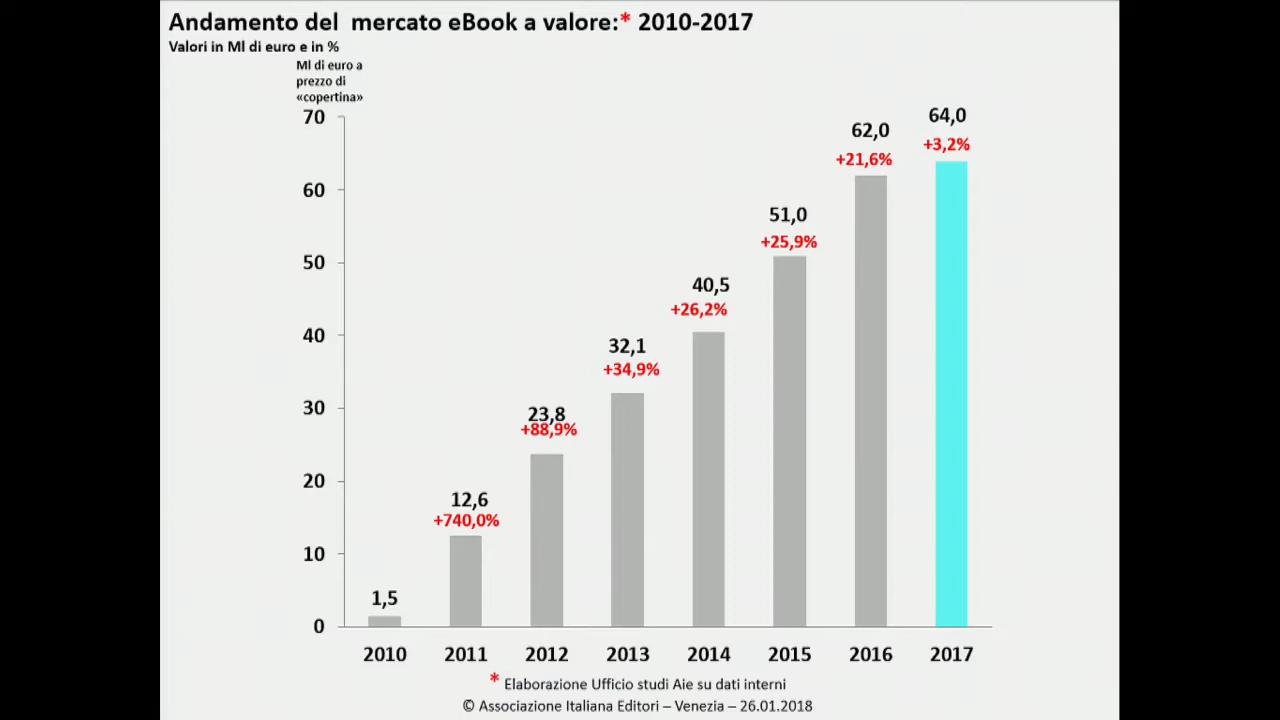 Andamento del  mercato eBook a valore:* 2010-2017
Valori in Ml di euro e in %
Ml di euro a
prezzo di
«copertina»
70
60
50
40
30
20
10
0
1,5
12,6
+740,0%
23,8
+88,9%
32,1
+34,9%
40,5
+26,2%
51,0
+25,9%
62,0
+21,6%
64,0
+3,2%
2010 2011 2012 2013 2014 2015 2016 2017
* Elaborazione Ufficio studi Aie su dati interni
© Associazione Italiana Editori – Venezia – 26.01.2018